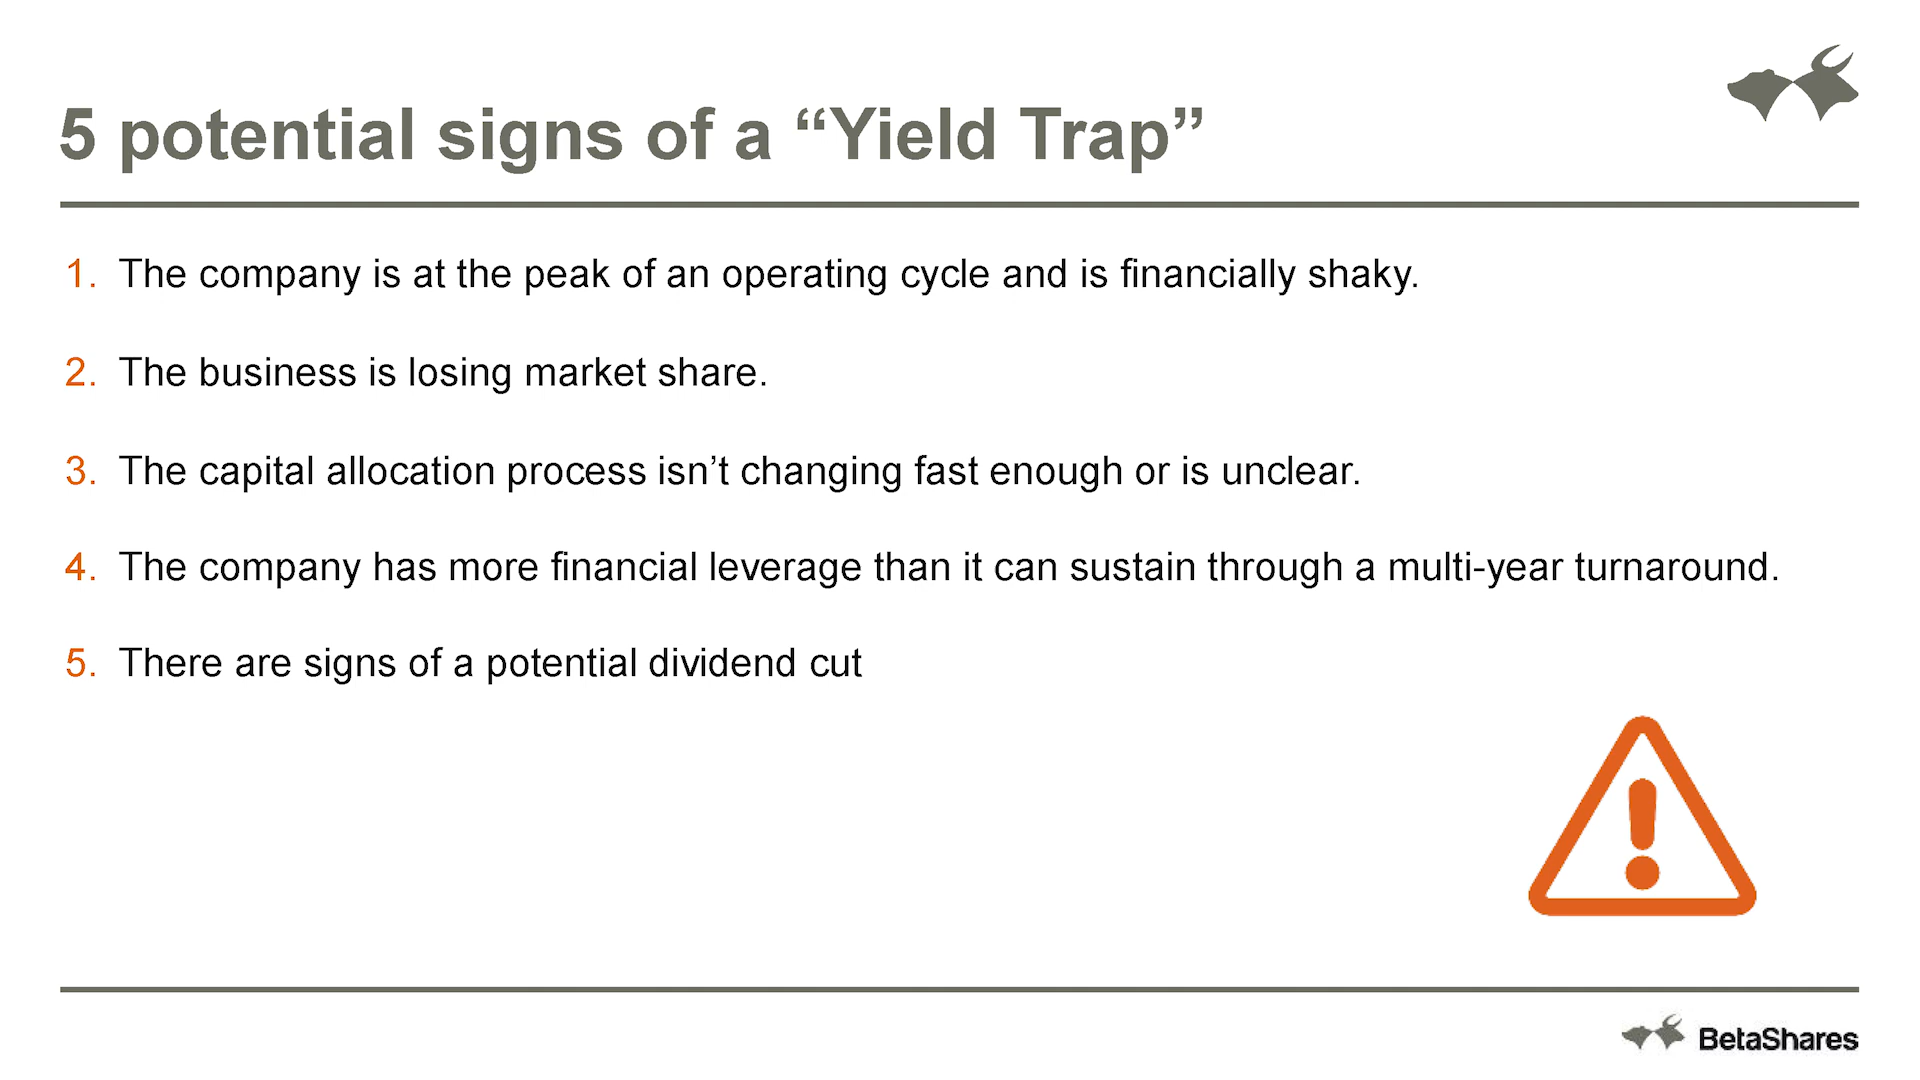 5 potential signs of a “Yield Trap”
1. The company is at the peak of an operating cycle and is financially shaky.
2. The business is losing market share.
3. The capital allocation process isn’t changing fast enough or is unclear.
4. The company has more financial leverage than it can sustain through a multi-year turnaround.
5. There are signs of a potential dividend cut
BetaShares